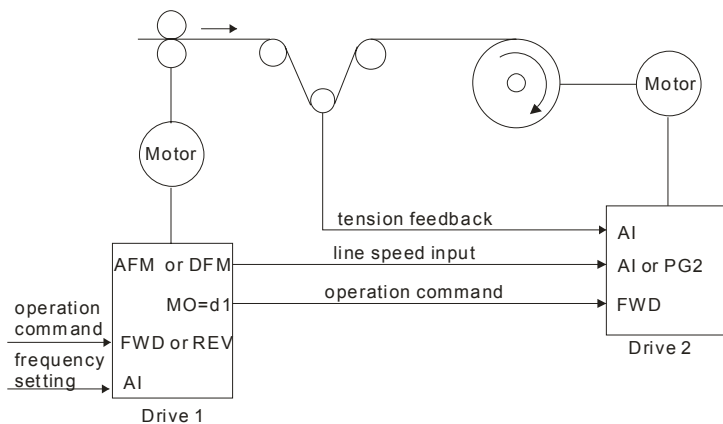 Motor
Motor
tension feedback
AI
AFM or DFM
line speed input
AI or PG2
MO=d1
operation command
FWD
operation
command
FWD or REV
frequency
setting
AI
Drive 2
Drive 1